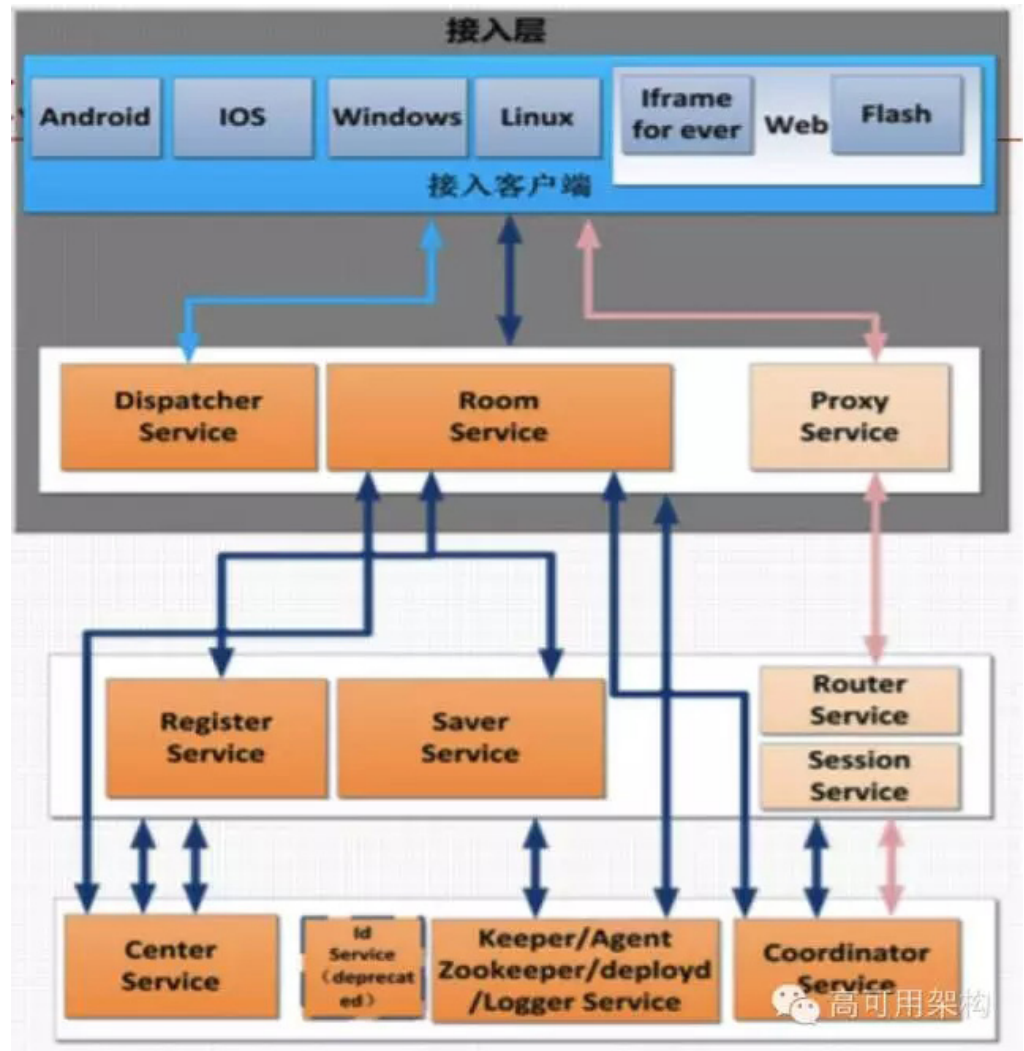 接入层
Android
IOS
Windows
Linux
Iframe
for ever
Web
Flash
接入客户端
Dispatcher
Service
Room
Service
Proxy
Service
Register
Service
Saver
Service
Router
Service
Session
Service
Center
Service
Id
Service
（deprecat
ed）
Keeper/Agent
Zookeeper/deployd
/Logger Service
Coordinator
Service
高可用架构